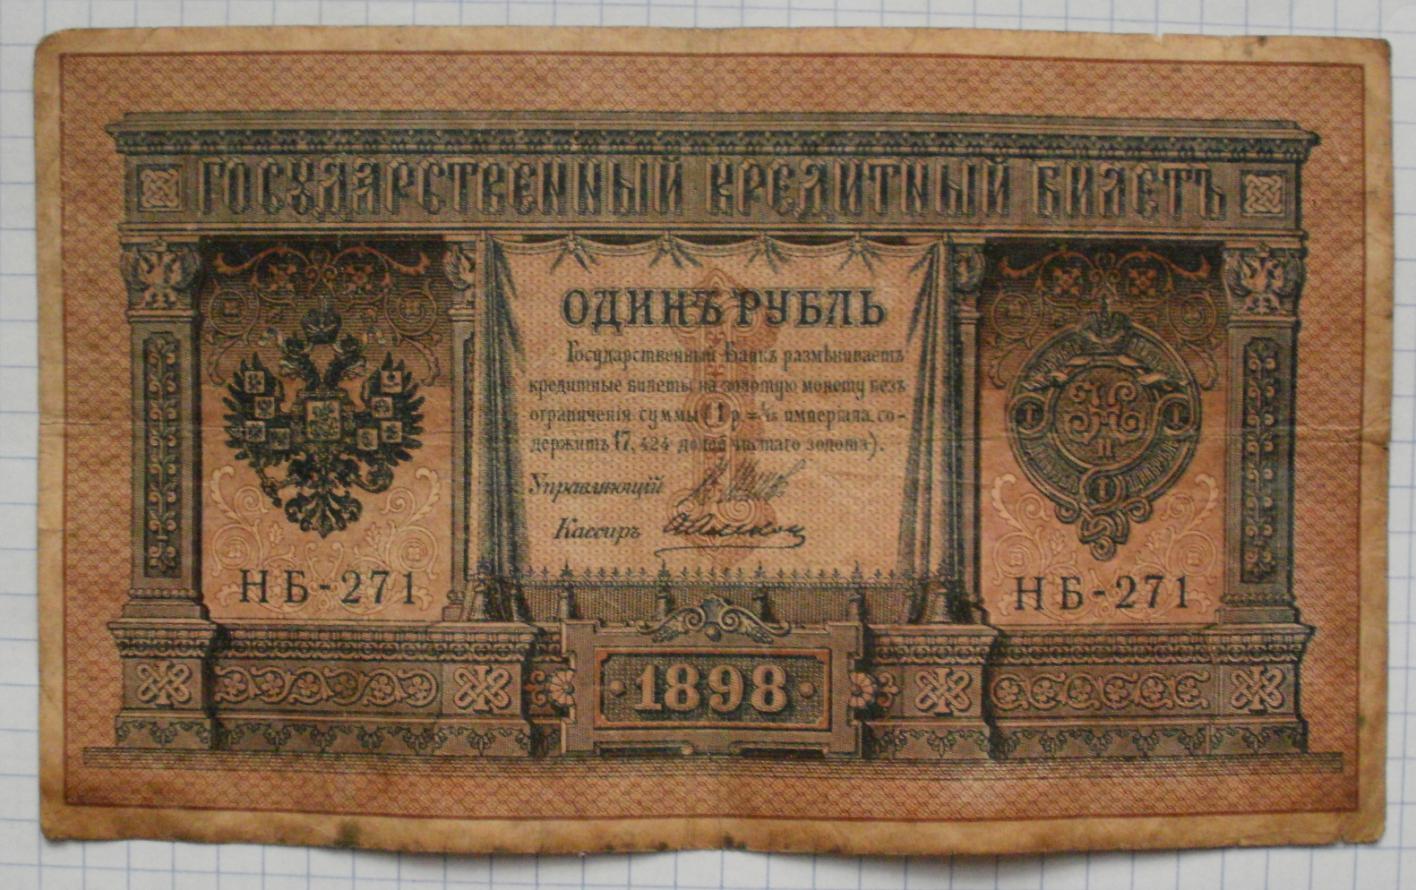 ГОСУДАРСТВЕННЫЙ КРЕДИТНЫЙ БИЛЕТЪ
ОДИНЪ РУБЛЬ
Государственный Банкъ размѣниваетъ
кредитные билеты на золотую монету безъ
ограниченія суммы (1 р. = 1/15 имперіала, со-
держитъ 17,424 долей чистаго золота).
Управляющій
Кассиръ
НБ-271
НБ-271
1898